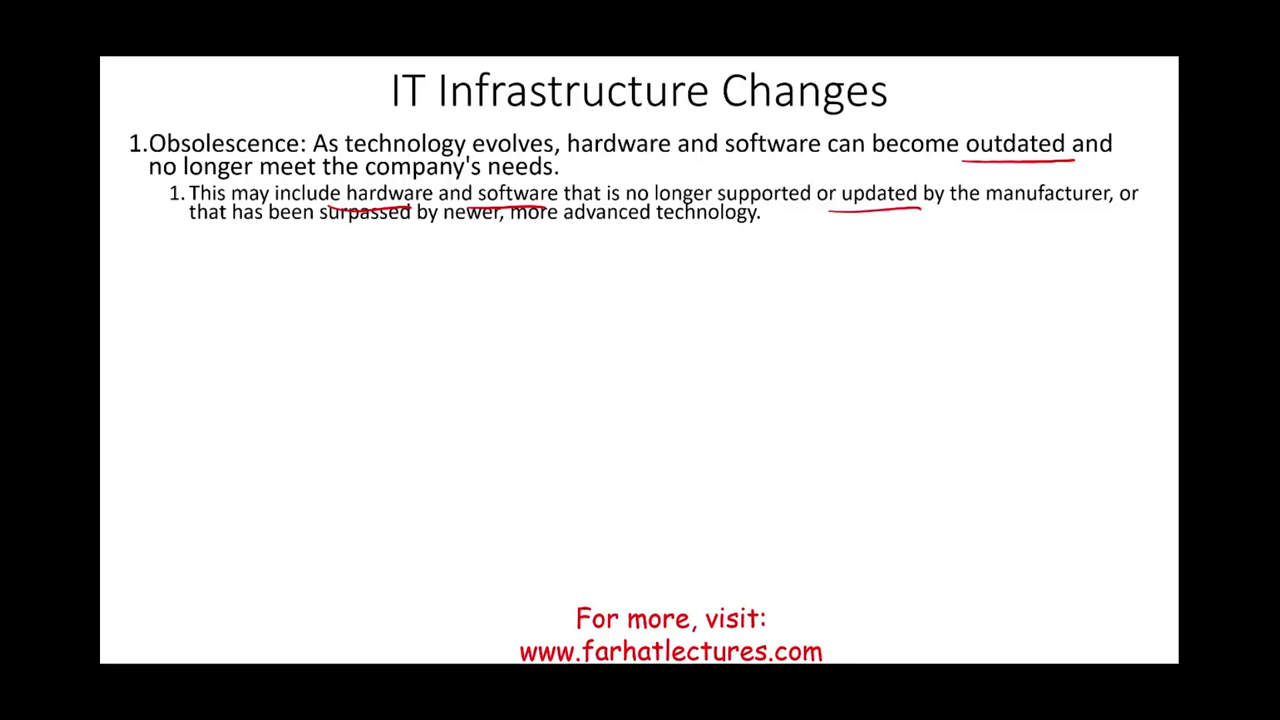 IT Infrastructure Changes
1.Obsolescence: As technology evolves, hardware and software can become outdated and
no longer meet the company's needs.
1. This may include hardware and software that is no longer supported or updated by the manufacturer, or
that has been surpassed by newer, more advanced technology.
For more, visit:
www.farhatlectures.com